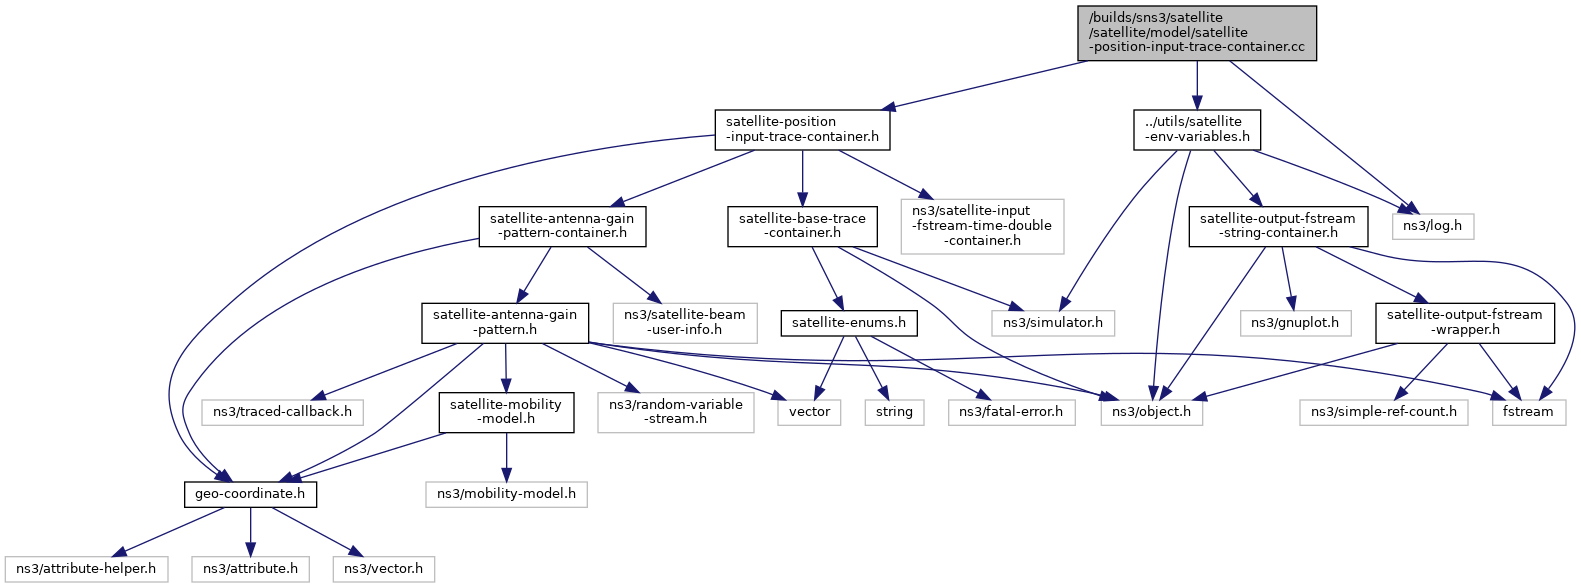 /builds/sns3/satellite
/satellite/model/satellite
-position-input-trace-container.cc
satellite-position
-input-trace-container.h
../utils/satellite
-env-variables.h
satellite-antenna-gain
-pattern-container.h
satellite-base-trace
-container.h
ns3/satellite-input
-fstream-time-double
-container.h
satellite-output-fstream
-string-container.h
ns3/log.h
satellite-antenna-gain
-pattern.h
ns3/satellite-beam
-user-info.h
satellite-enums.h
ns3/simulator.h
ns3/gnuplot.h
satellite-output-fstream
-wrapper.h
ns3/traced-callback.h
satellite-mobility
-model.h
ns3/random-variable
-stream.h
vector
string
ns3/fatal-error.h
ns3/object.h
ns3/simple-ref-count.h
fstream
geo-coordinate.h
ns3/mobility-model.h
ns3/attribute-helper.h
ns3/attribute.h
ns3/vector.h